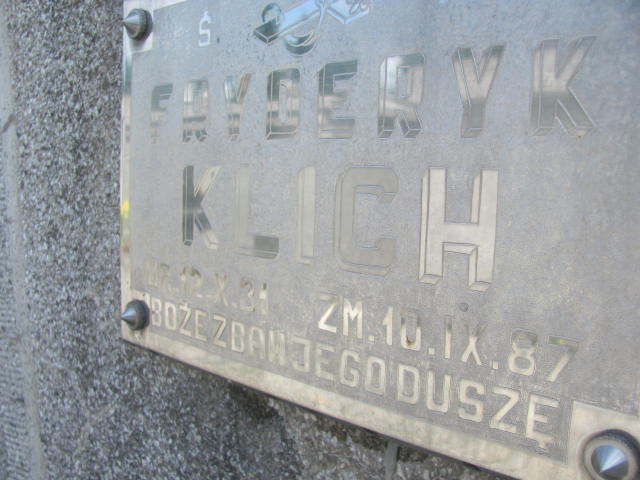 Ś
FRYDERYK
KLICH
UR.12.X.31 ZM.10.IX.87
BOŻE ZBAW JEGO DUSZĘ